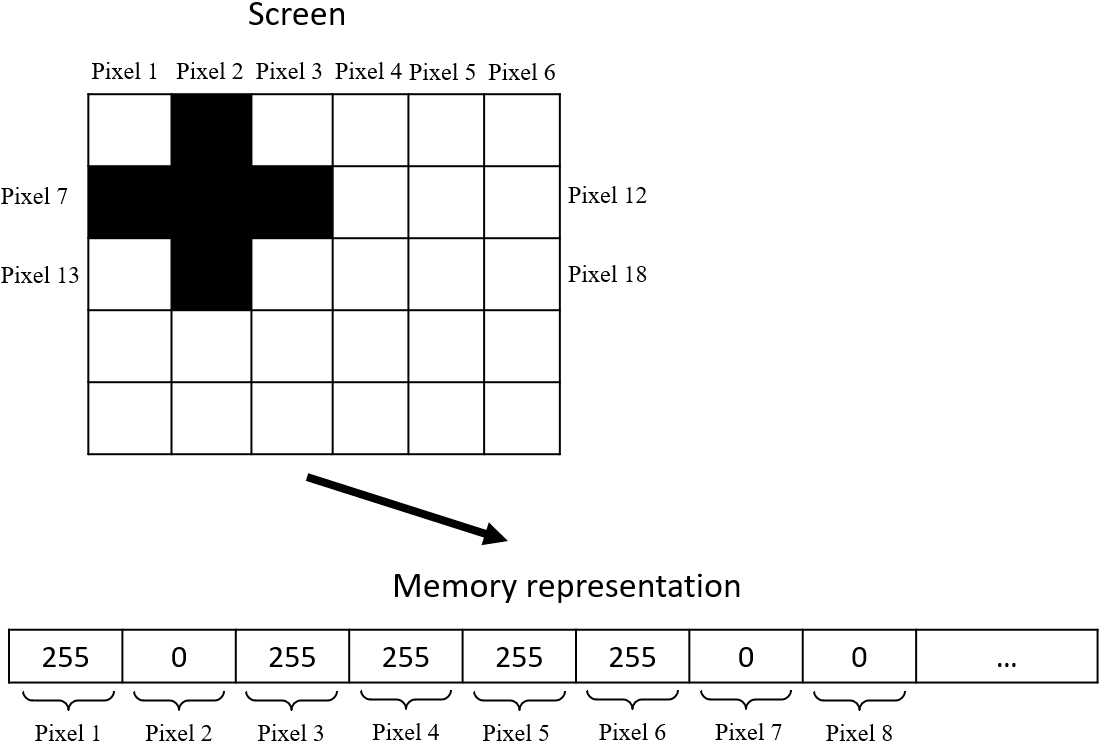 Screen
Pixel 1 Pixel 2 Pixel 3 Pixel 4 Pixel 5 Pixel 6
Pixel 7 Pixel 12
Pixel 13 Pixel 18
Memory representation
255 0 255 255 255 255 0 0 ...
Pixel 1 Pixel 2 Pixel 3 Pixel 4 Pixel 5 Pixel 6 Pixel 7 Pixel 8